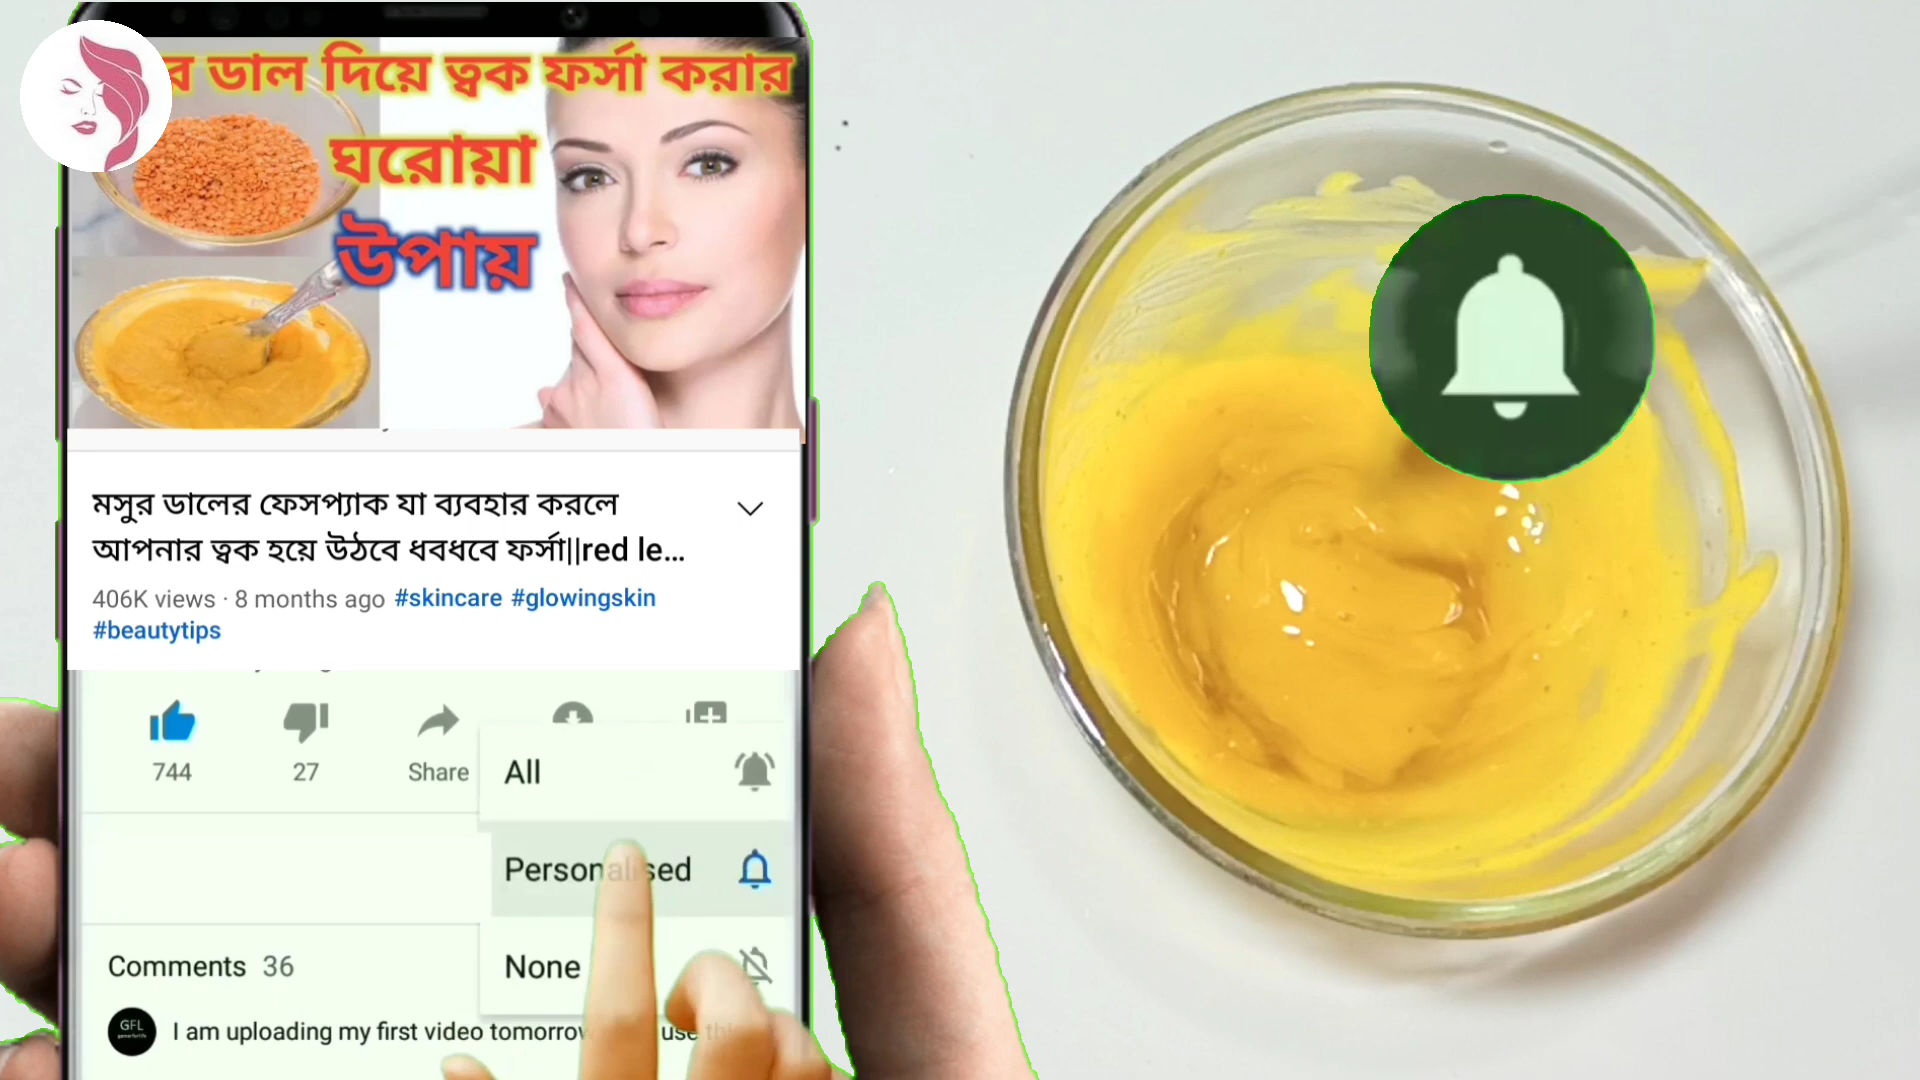 ডাল দিয়ে ত্বক ফর্সা করার
ঘরোয়া
উপায়
মসুর ডালের ফেসপ্যাক যা ব্যবহার করলে
আপনার ত্বক হয়ে উঠবে ধবধবে ফর্সা||red le...
406K views · 8 months ago #skincare #glowingskin
#beautytips
744
27
Share
All
Personalised
None
Comments 36
GFL
I am uploading my first video tomorrow use